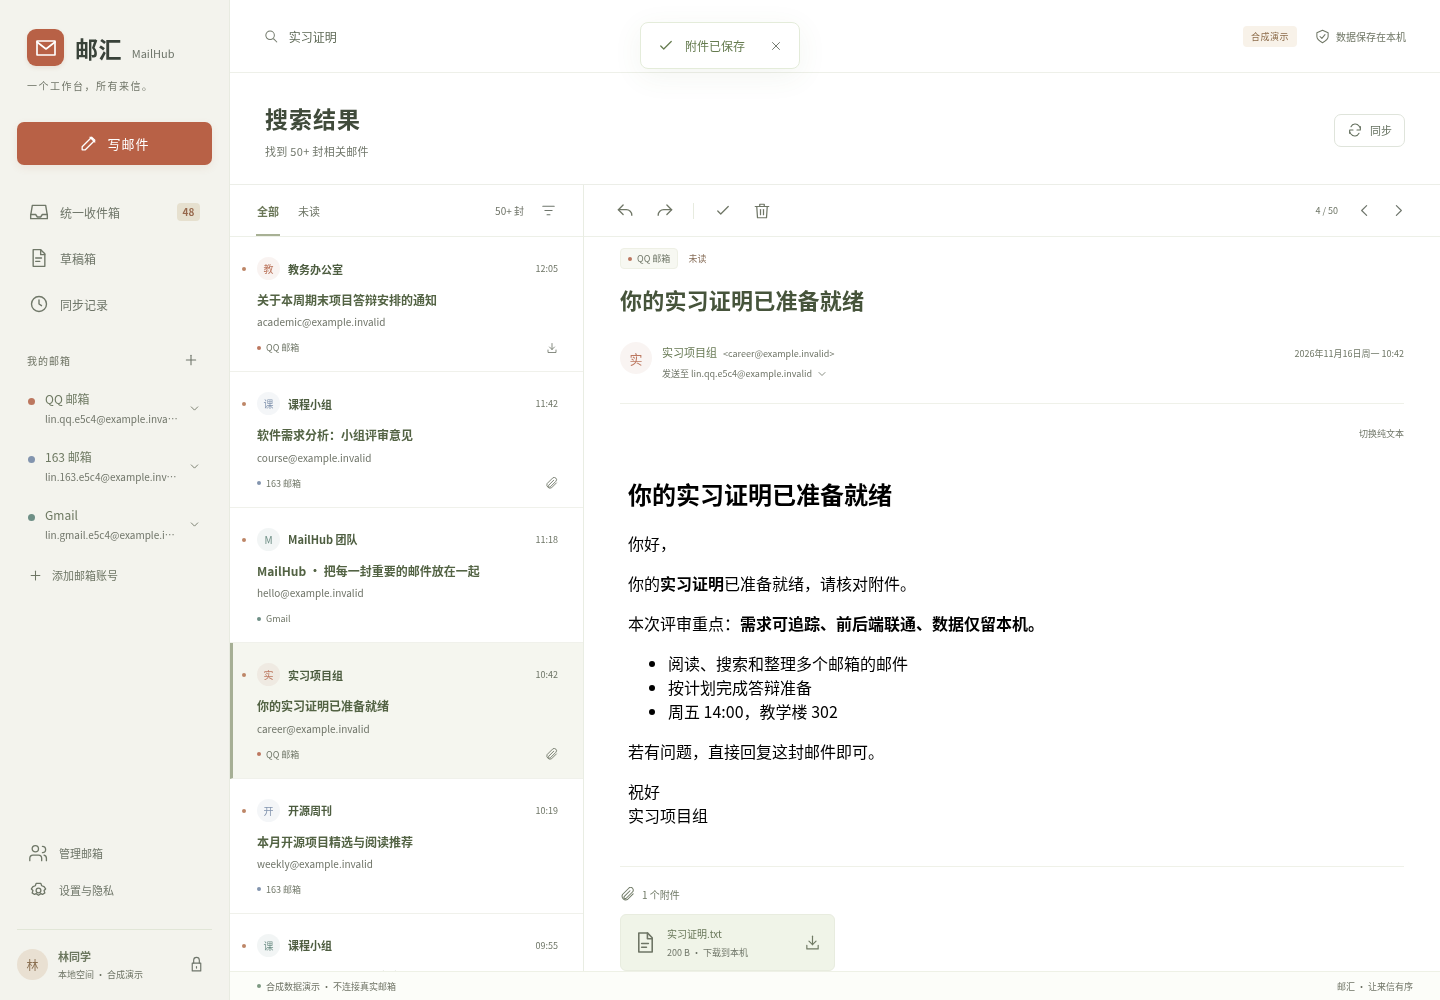 邮汇 MailHub
一个工作台，所有来信。
写邮件
统一收件箱 48
草稿箱
同步记录
我的邮箱
QQ 邮箱
lin.qq.e5c4@example.inva…
163 邮箱
lin.163.e5c4@example.inv…
Gmail
lin.gmail.e5c4@example.i…
添加邮箱账号
管理邮箱
设置与隐私
林 林同学
本地空间 · 合成演示
实习证明
附件已保存
合成演示 数据保存在本机
搜索结果
找到 50+ 封相关邮件
同步
全部 未读 50+ 封
教 教务办公室 12:05
关于本周期末项目答辩安排的通知
academic@example.invalid
QQ 邮箱
课 课程小组 11:42
软件需求分析：小组评审意见
course@example.invalid
163 邮箱
M MailHub 团队 11:18
MailHub · 把每一封重要的邮件放在一起
hello@example.invalid
Gmail
实 实习项目组 10:42
你的实习证明已准备就绪
career@example.invalid
QQ 邮箱
开 开源周刊 10:19
本月开源项目精选与阅读推荐
weekly@example.invalid
163 邮箱
课 课程小组 09:55
4 / 50
QQ 邮箱 未读
你的实习证明已准备就绪
实 实习项目组 <career@example.invalid> 2026年11月16日周一 10:42
发送至 lin.qq.e5c4@example.invalid
切换纯文本
你的实习证明已准备就绪
你好，
你的实习证明已准备就绪，请核对附件。
本次评审重点：需求可追踪、前后端联通、数据仅留本机。
• 阅读、搜索和整理多个邮箱的邮件
• 按计划完成答辩准备
• 周五 14:00，教学楼 302
若有问题，直接回复这封邮件即可。
祝好
实习项目组
1 个附件
实习证明.txt
200 B · 下载到本机
合成数据演示 · 不连接真实邮箱
邮汇 · 让来信有序